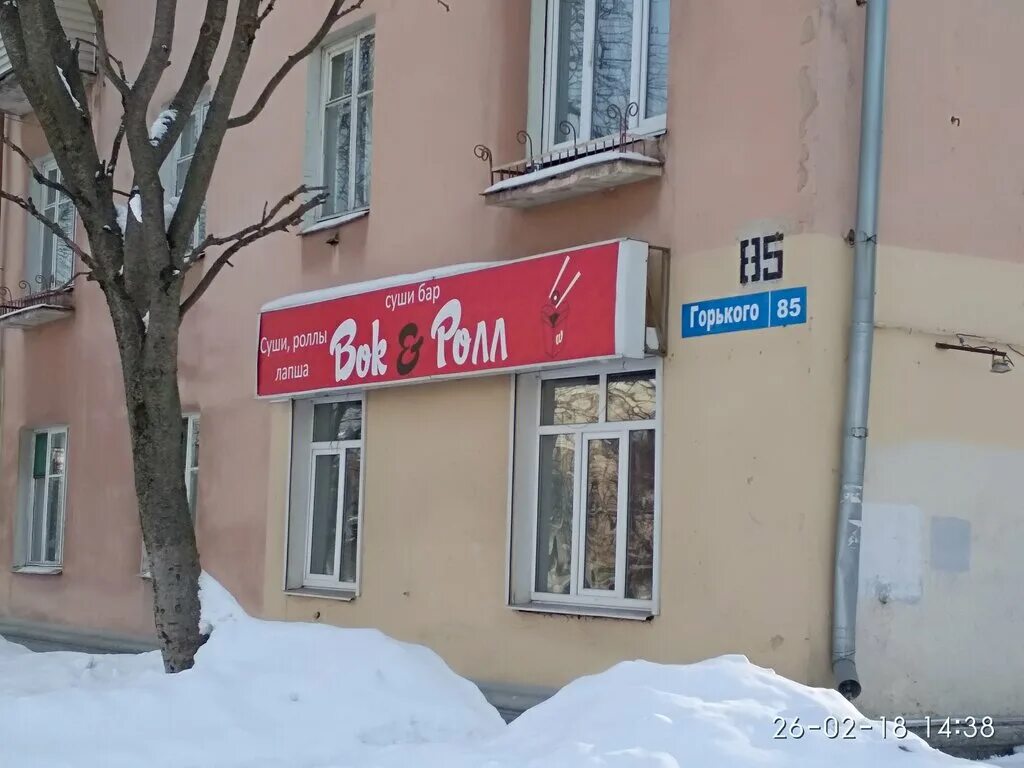 суши бар
Суши, роллы
лапша
Вок & Ролл
85
Горького 85
26-02-18 14:38